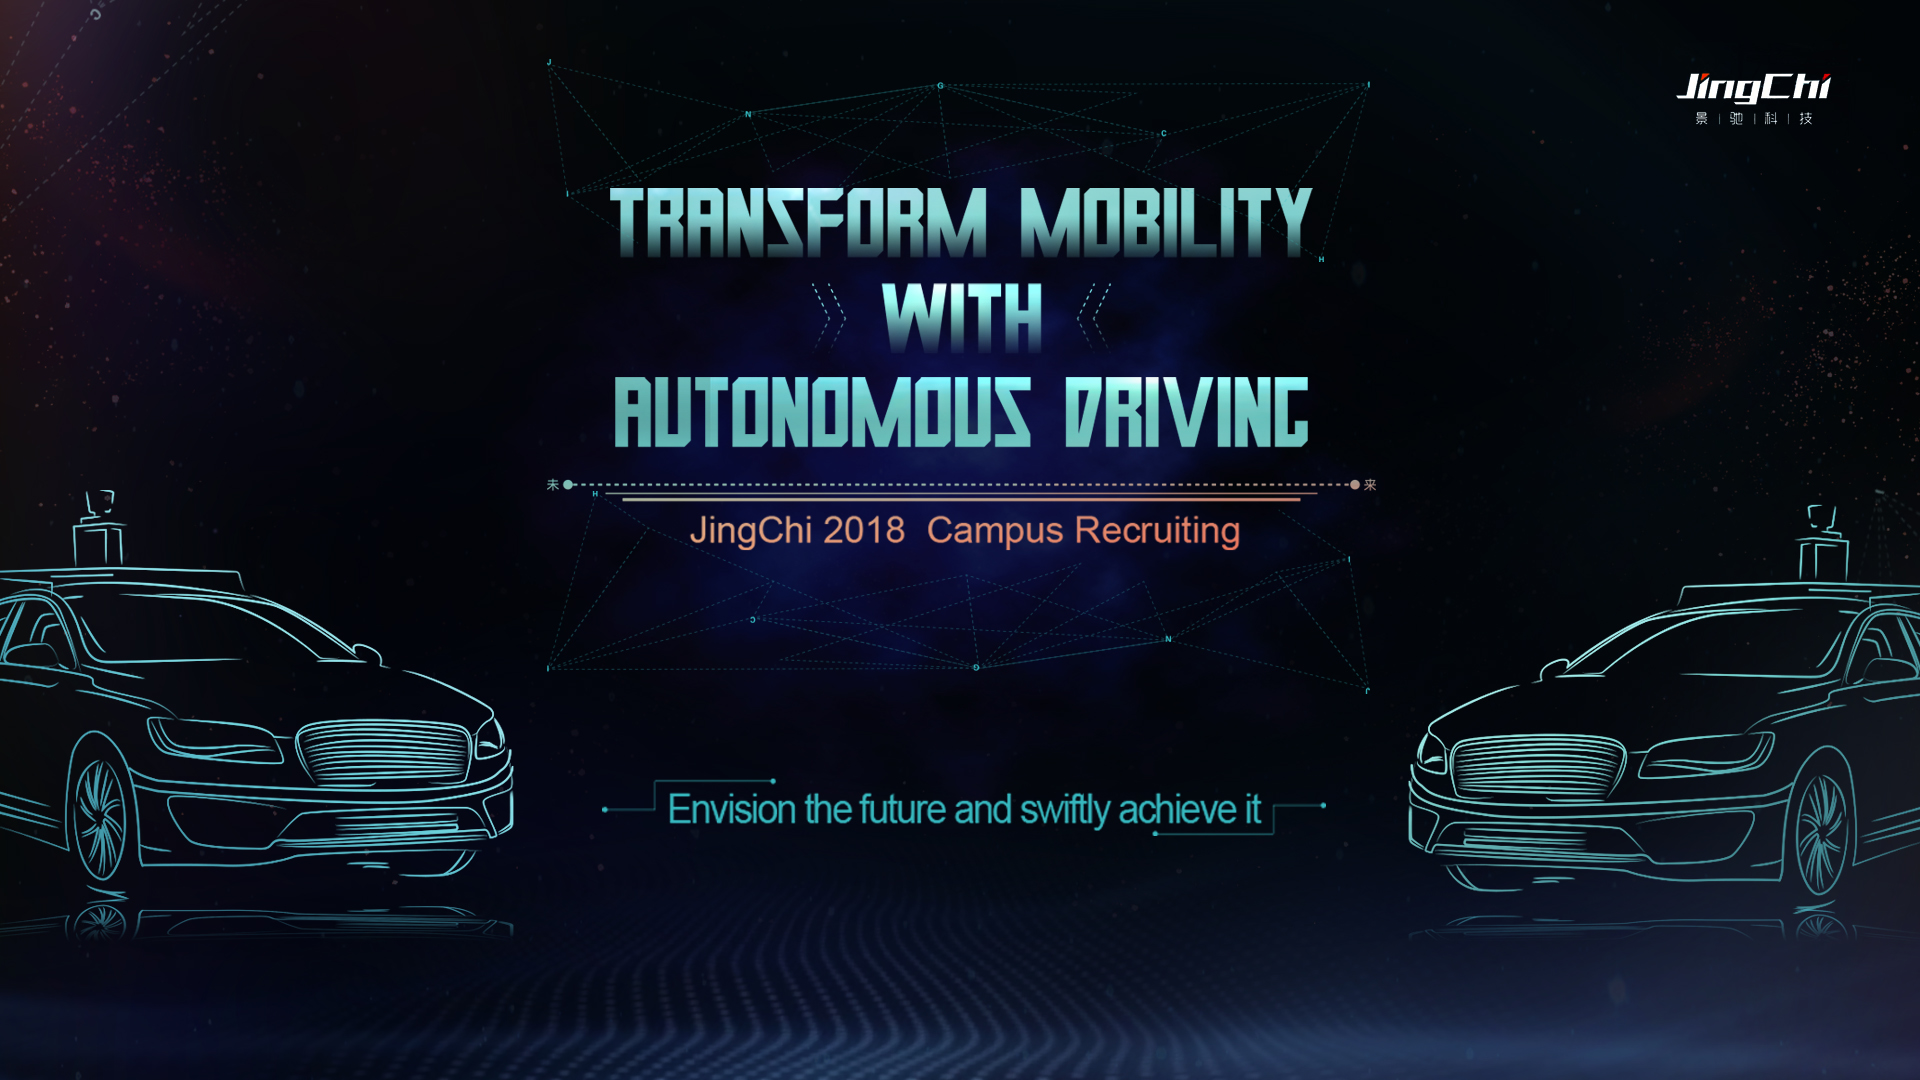 JingChi
景 | 驰 | 科 | 技
TRANSFORM MOBILITY
WITH
AUTONOMOUS DRIVING
未 来
JingChi 2018 Campus Recruiting
Envision the future and swiftly achieve it